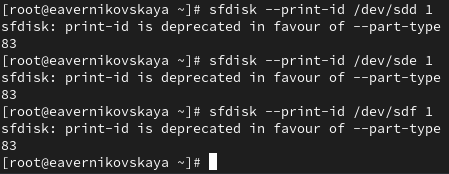 [root@eavernikovskaya ~]# sfdisk --print-id /dev/sdd 1
sfdisk: print-id is deprecated in favour of --part-type
83
[root@eavernikovskaya ~]# sfdisk --print-id /dev/sde 1
sfdisk: print-id is deprecated in favour of --part-type
83
[root@eavernikovskaya ~]# sfdisk --print-id /dev/sdf 1
sfdisk: print-id is deprecated in favour of --part-type
83
[root@eavernikovskaya ~]#